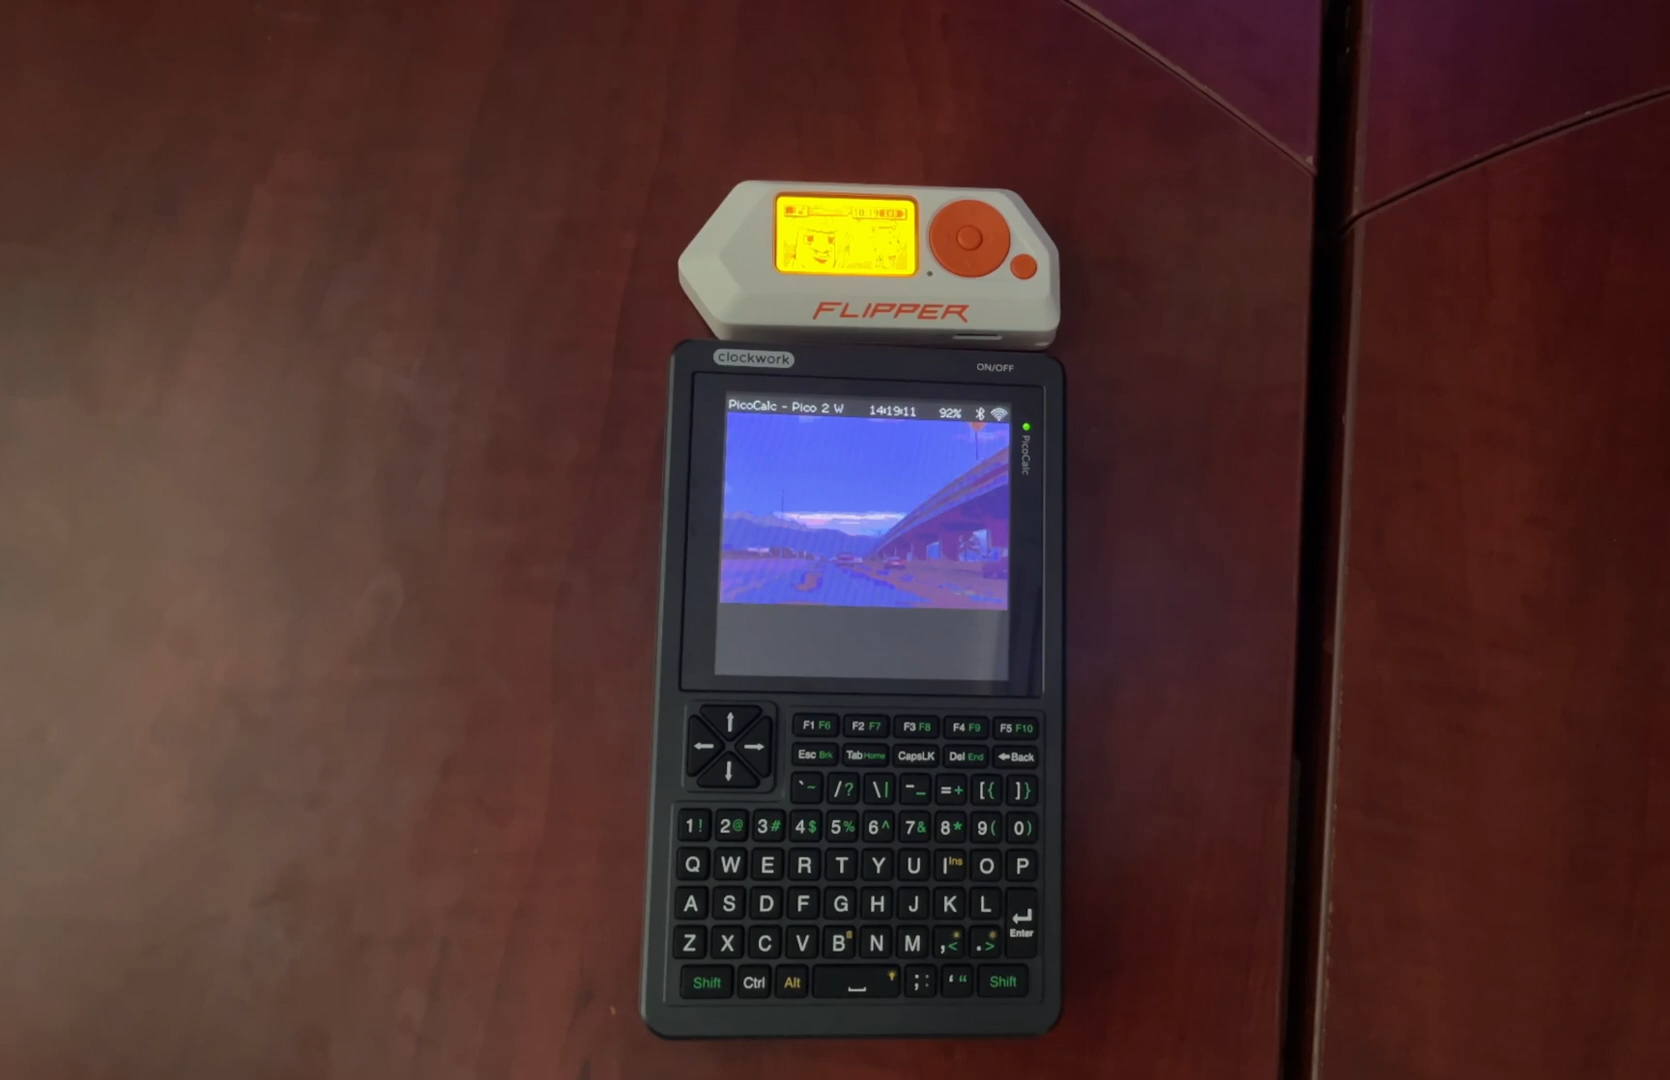 FLIPPER
clockwork
ON/OFF
PicoCalc - Pico 2 W 14:19:11 92%
PicoCalc
F1 F6 F2 F7 F3 F8 F4 F9 F5 F10
Esc Brk Tab Home CapsLK Del End ←Back
`~ /? \| -_ =+ [{ ]}
1! 2@ 3# 4$ 5% 6^ 7& 8* 9( 0)
Q W E R T Y U I Ins O P
A S D F G H J K L
Enter
Z X C V B N M ,< .>
Shift Ctrl Alt ;: ‘“ Shift